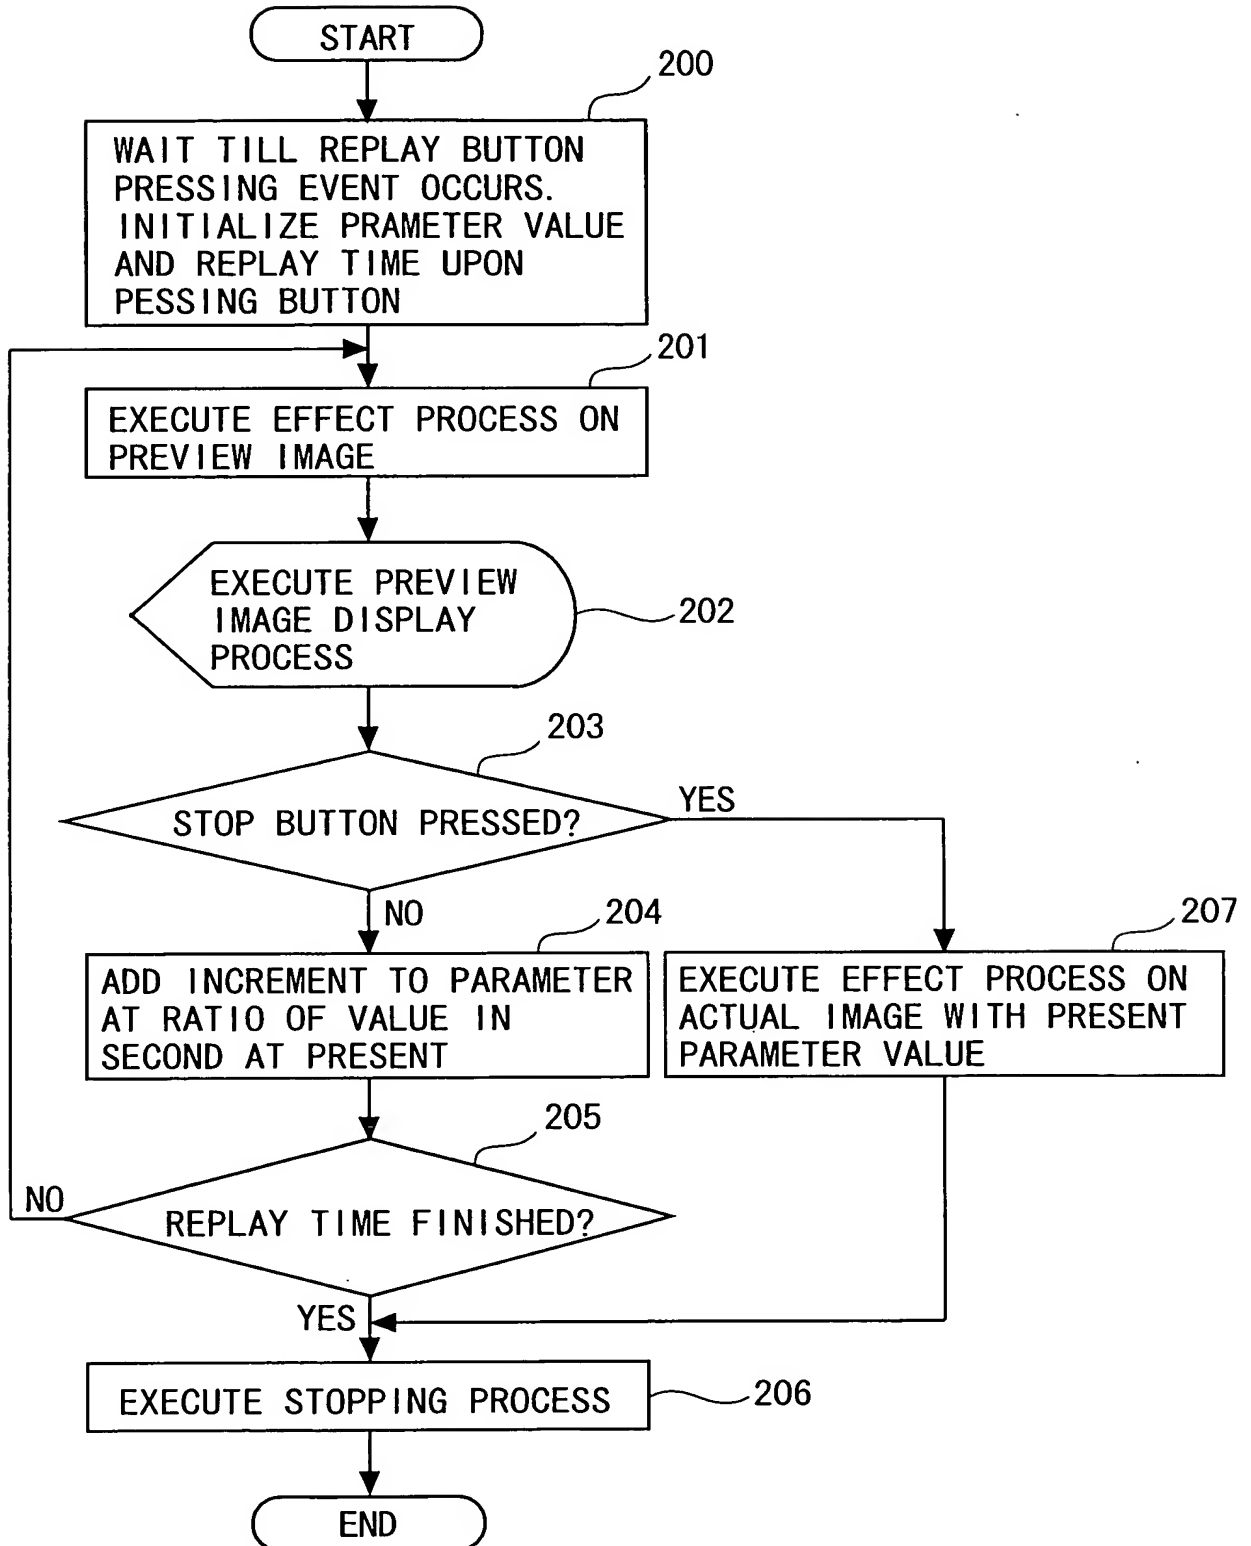 START
200
WAIT TILL REPLAY BUTTON
PRESSING EVENT OCCURS.
INITIALIZE PRAMETER VALUE
AND REPLAY TIME UPON
PESSING BUTTON
201
EXECUTE EFFECT PROCESS ON
PREVIEW IMAGE
EXECUTE PREVIEW
IMAGE DISPLAY
PROCESS
202
203
STOP BUTTON PRESSED?
YES
NO
204
ADD INCREMENT TO PARAMETER
AT RATIO OF VALUE IN
SECOND AT PRESENT
207
EXECUTE EFFECT PROCESS ON
ACTUAL IMAGE WITH PRESENT
PARAMETER VALUE
205
NO
REPLAY TIME FINISHED?
YES
EXECUTE STOPPING PROCESS
206
END